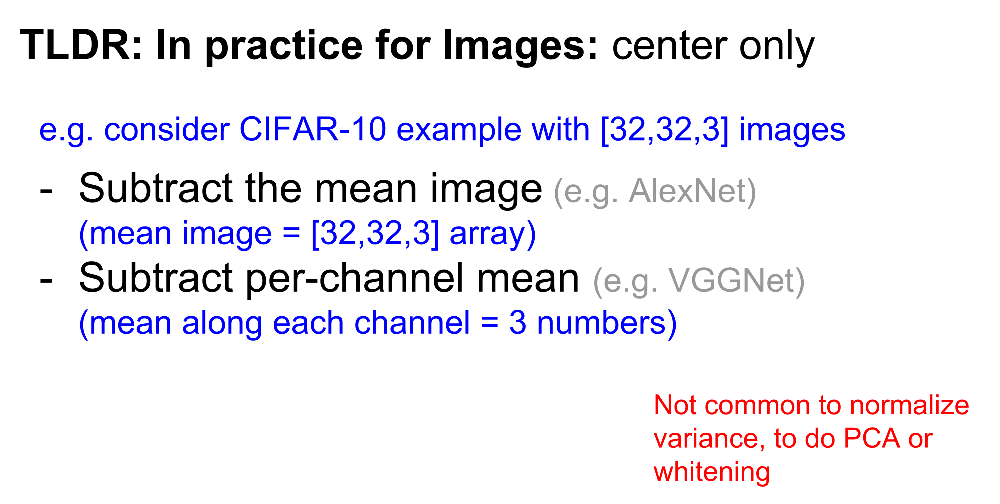 TLDR: In practice for Images: center only
e.g. consider CIFAR-10 example with [32,32,3] images
- Subtract the mean image (e.g. AlexNet)
(mean image = [32,32,3] array)
- Subtract per-channel mean (e.g. VGGNet)
(mean along each channel = 3 numbers)
Not common to normalize
variance, to do PCA or
whitening